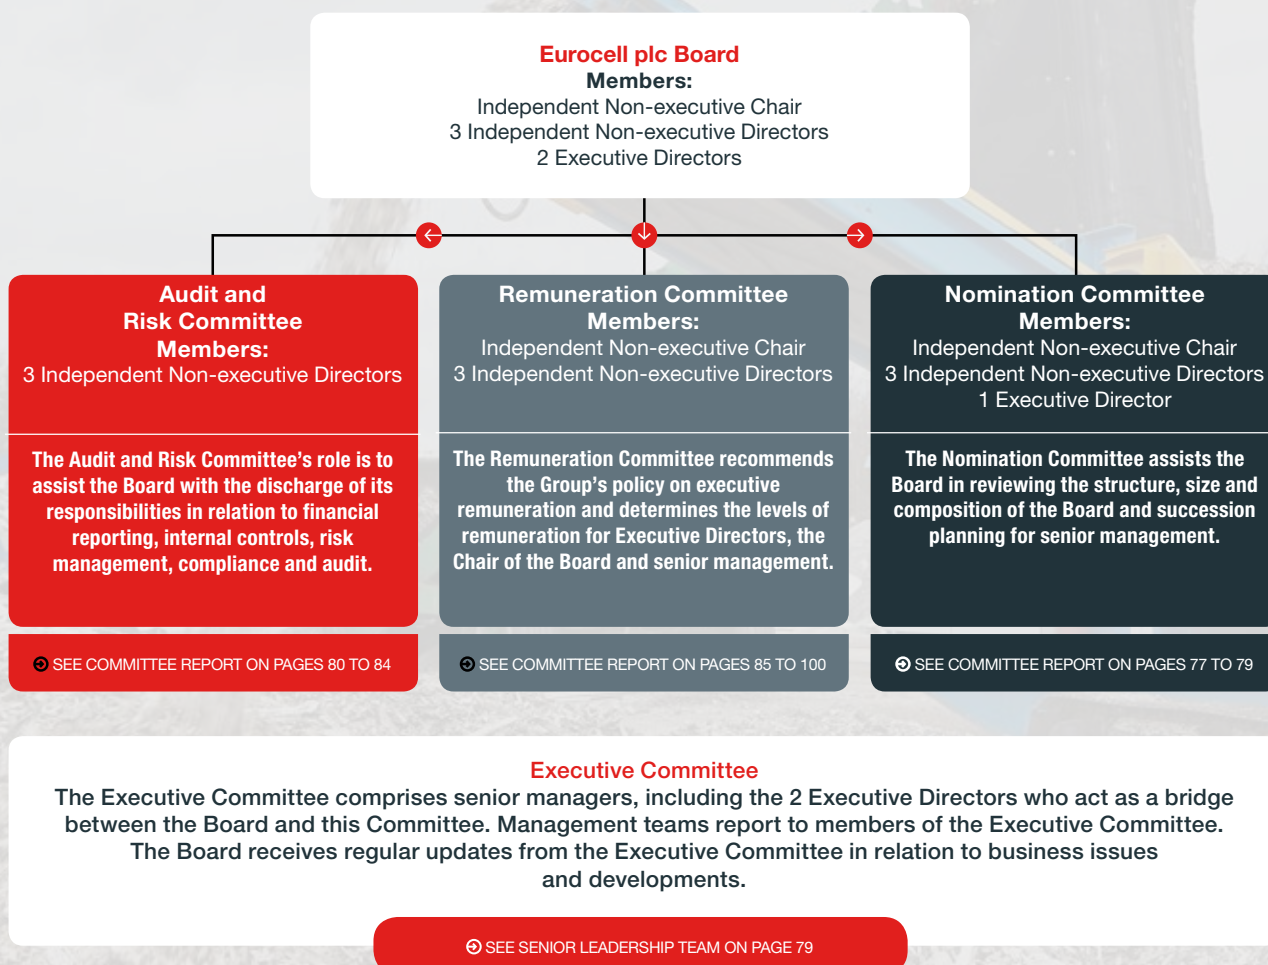 Eurocell plc Board
Members:
Independent Non-executive Chair
3 Independent Non-executive Directors
2 Executive Directors
Audit and
Risk Committee
Members:
3 Independent Non-executive Directors
The Audit and Risk Committee’s role is to
assist the Board with the discharge of its
responsibilities in relation to financial
reporting, internal controls, risk
management, compliance and audit.
SEE COMMITTEE REPORT ON PAGES 80 TO 84
Remuneration Committee
Members:
Independent Non-executive Chair
3 Independent Non-executive Directors
The Remuneration Committee recommends
the Group’s policy on executive
remuneration and determines the levels of
remuneration for Executive Directors, the
Chair of the Board and senior management.
SEE COMMITTEE REPORT ON PAGES 85 TO 100
Nomination Committee
Members:
Independent Non-executive Chair
3 Independent Non-executive Directors
1 Executive Director
The Nomination Committee assists the
Board in reviewing the structure, size and
composition of the Board and succession
planning for senior management.
SEE COMMITTEE REPORT ON PAGES 77 TO 79
Executive Committee
The Executive Committee comprises senior managers, including the 2 Executive Directors who act as a bridge
between the Board and this Committee. Management teams report to members of the Executive Committee.
The Board receives regular updates from the Executive Committee in relation to business issues
and developments.
SEE SENIOR LEADERSHIP TEAM ON PAGE 79